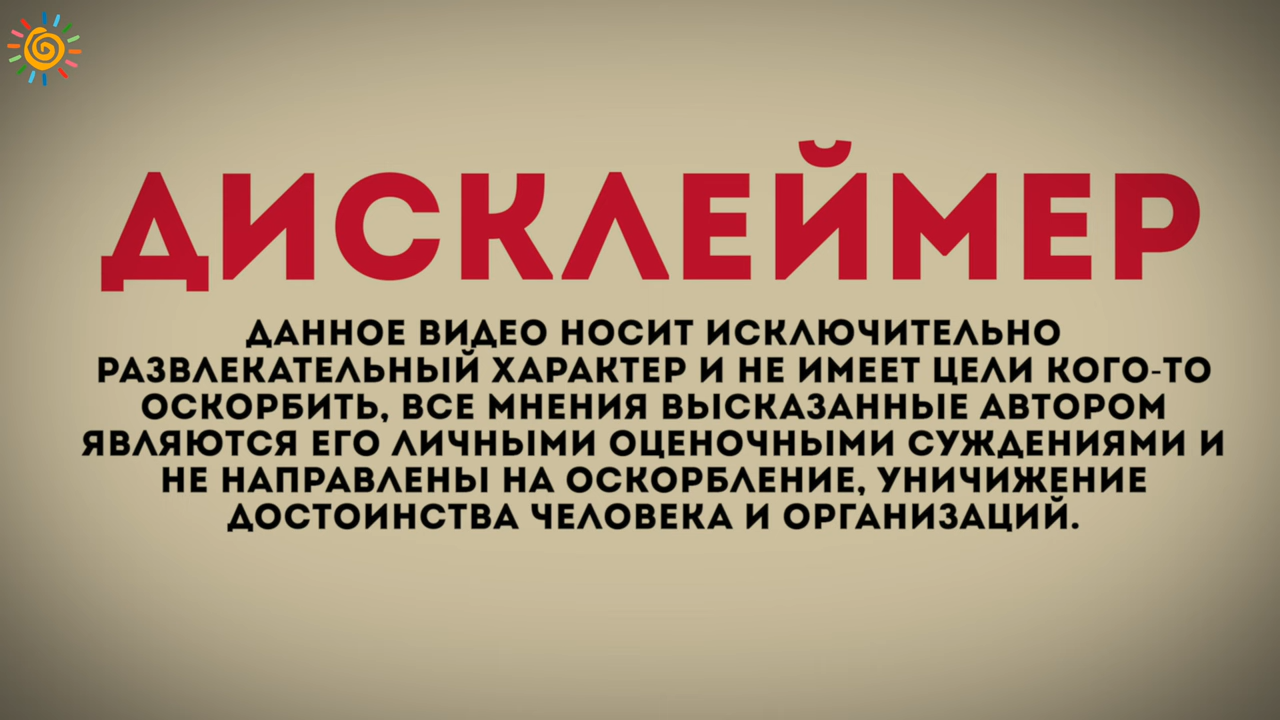 ДИСКЛЕЙМЕР
ДАННОЕ ВИДЕО НОСИТ ИСКЛЮЧИТЕЛЬНО
РАЗВЛЕКАТЕЛЬНЫЙ ХАРАКТЕР И НЕ ИМЕЕТ ЦЕЛИ КОГО-ТО
ОСКОРБИТЬ, ВСЕ МНЕНИЯ ВЫСКАЗАННЫЕ АВТОРОМ
ЯВЛЯЮТСЯ ЕГО ЛИЧНЫМИ ОЦЕНОЧНЫМИ СУЖДЕНИЯМИ И
НЕ НАПРАВЛЕНЫ НА ОСКОРБЛЕНИЕ, УНИЧИЖЕНИЕ
ДОСТОИНСТВА ЧЕЛОВЕКА И ОРГАНИЗАЦИЙ.